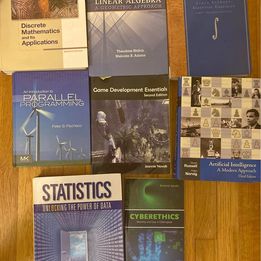 Discrete
Mathematics
and Its
Applications
LINEAR ALGEBRA
A GEOMETRIC APPROACH
Theodore Shifrin
Malcolm R. Adams
An Introduction to
PARALLEL
PROGRAMMING
Peter S. Pacheco
MK
Game Development Essentials
Second Edition
Jeannie Novak
Russell
Norvig
Artificial Intelligence
A Modern Approach
Third Edition
STATISTICS
UNLOCKING THE POWER OF DATA
CYBERETHICS